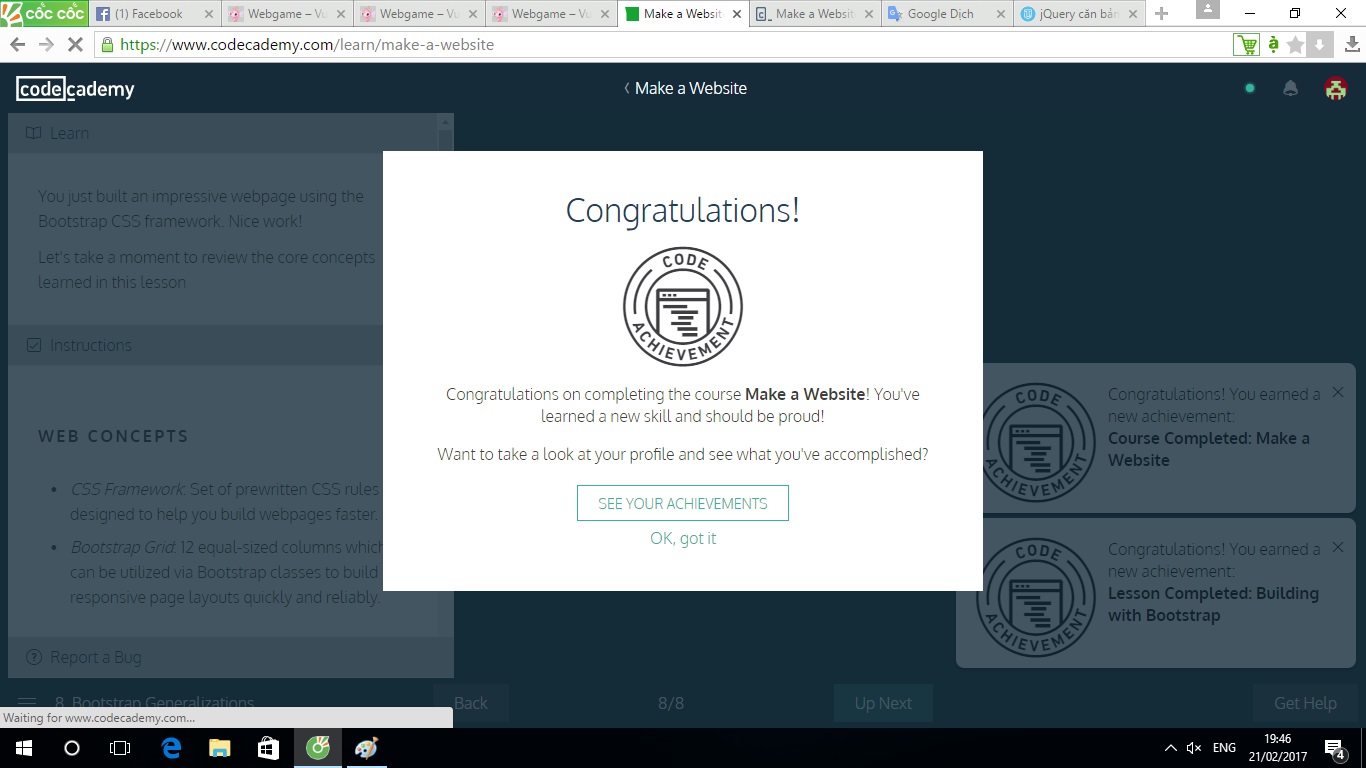 cốc cốc
(1) Facebook
Webgame – Vu
Webgame – Vu
Webgame – Vu
Make a Websit
Make a Website
Google Dịch
jQuery căn bản
https://www.codecademy.com/learn/make-a-website
codecademy
Make a Website
Learn
You just built an impressive webpage using the
Bootstrap CSS framework. Nice work!
Let's take a moment to review the core concepts
learned in this lesson
Instructions
WEB CONCEPTS
• CSS Framework: Set of prewritten CSS rules
designed to help you build webpages faster.
• Bootstrap Grid: 12 equal-sized columns which
can be utilized via Bootstrap classes to build
responsive page layouts quickly and reliably.
Report a Bug
Congratulations!
CODE
ACHIEVEMENT
Congratulations on completing the course Make a Website! You've
learned a new skill and should be proud!
Want to take a look at your profile and see what you've accomplished?
SEE YOUR ACHIEVEMENTS
OK, got it
CODE
ACHIEVEMENT
Congratulations! You earned a
new achievement:
Course Completed: Make a
Website
CODE
ACHIEVEMENT
Congratulations! You earned a
new achievement:
Lesson Completed: Building
with Bootstrap
8. Bootstrap Generalizations
Back
8/8
Up Next
Get Help
Waiting for www.codecademy.com...
ENG
19:46
21/02/2017
4